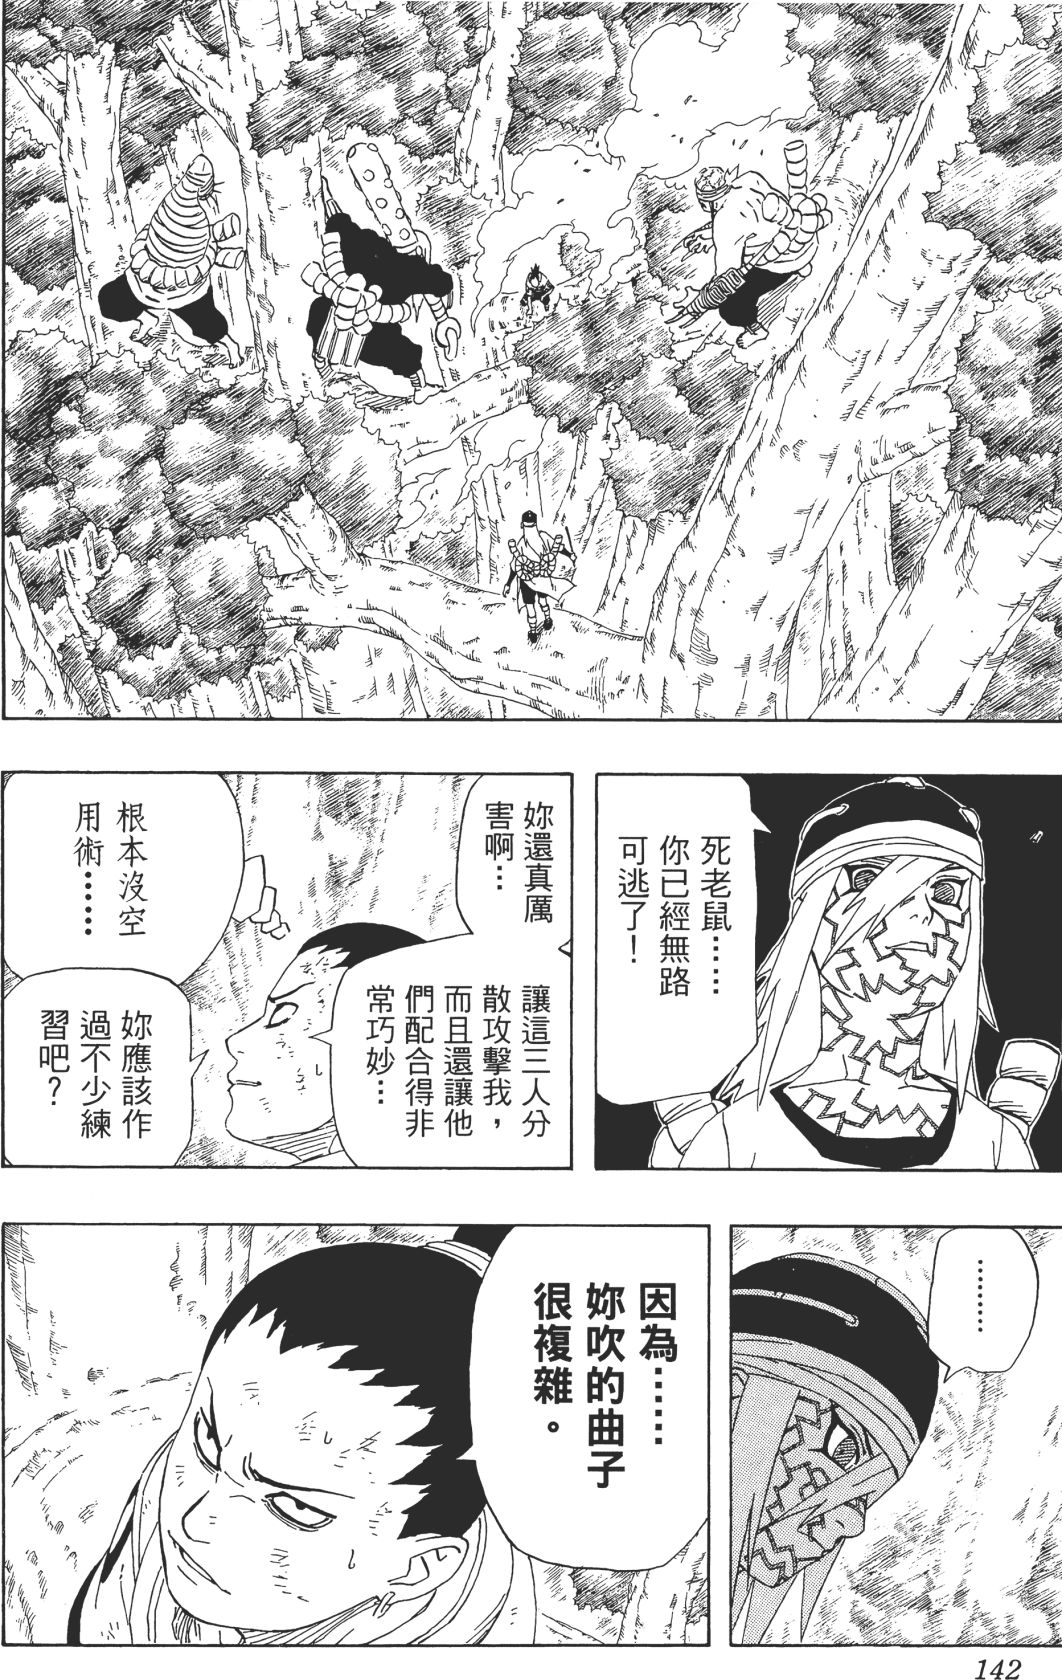 死老鼠……
你已經無路
可逃了！
妳還真厲
害啊…
讓這三人分
散攻擊我，
而且還讓他
們配合得非
常巧妙…
根本沒空
用術……
妳應該作
過不少練
習吧？
………
因為……
妳吹的曲子
很複雜。
142